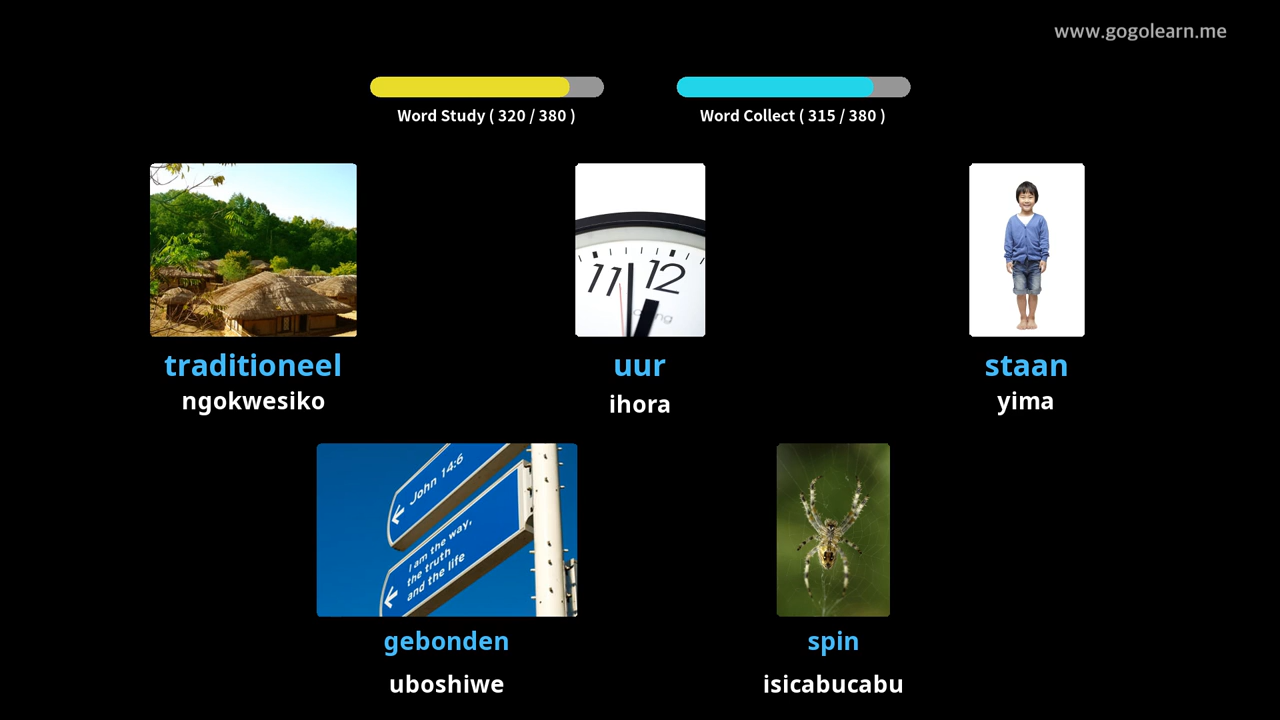 www.gogolearn.me
Word Study ( 320 / 380 )
Word Collect ( 315 / 380 )
11 12
traditioneel
ngokwesiko
uur
ihora
staan
yima
John 14:6
I am the way,
the truth
and the life
gebonden
uboshiwe
spin
isicabucabu